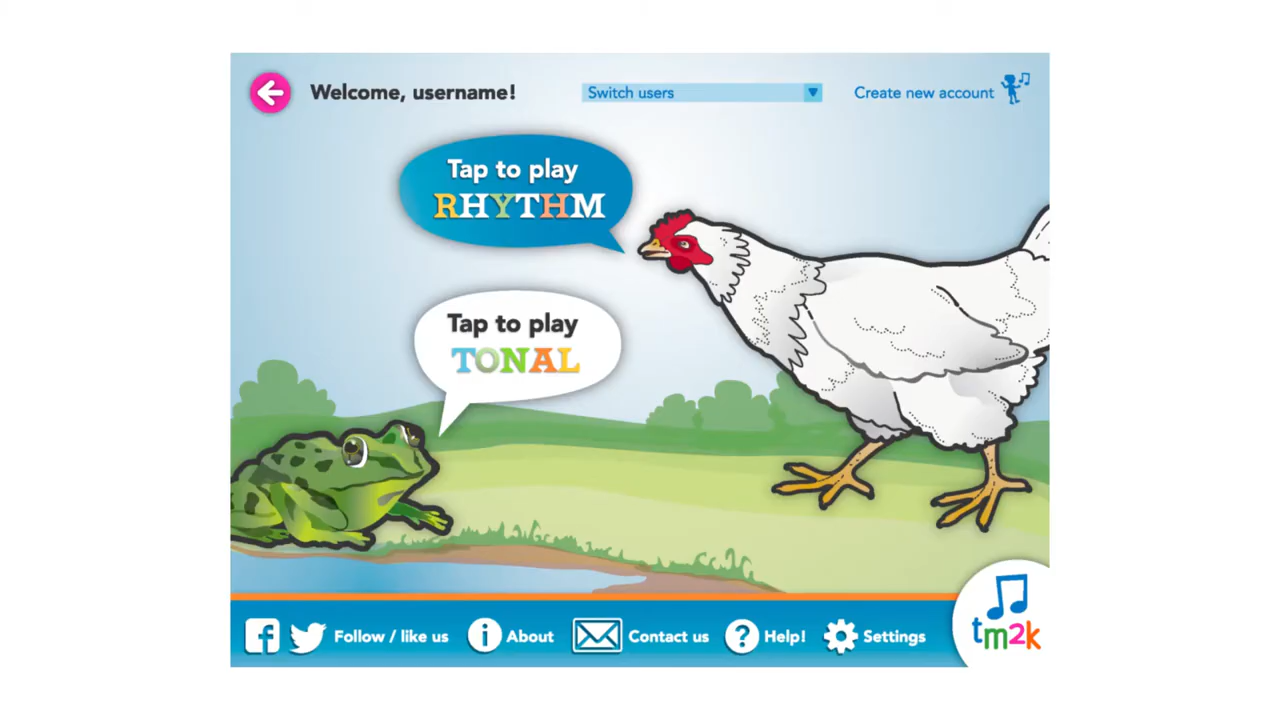 Welcome, username!
Switch users
Create new account
Tap to play
RHYTHM
Tap to play
TONAL
f
Follow / like us
i
About
Contact us
?
Help!
Settings
tm2k